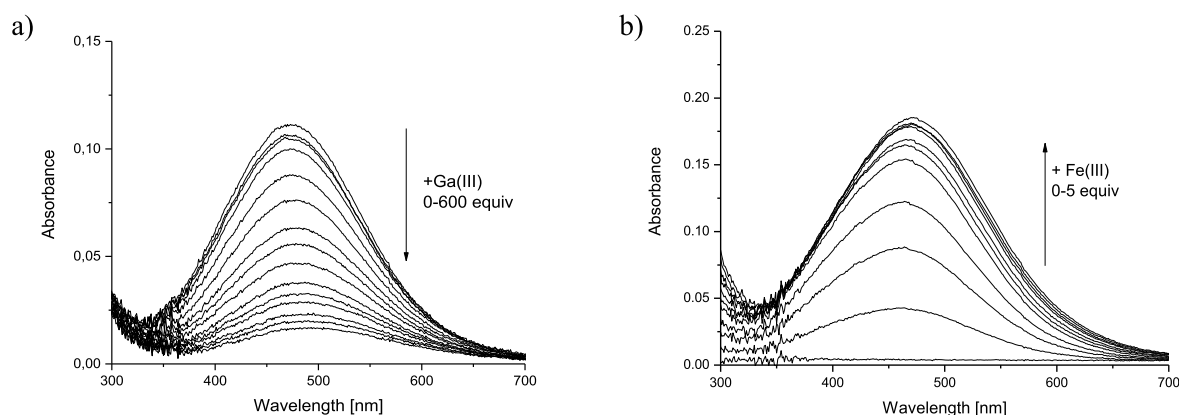 a)
0,15
0,10
0,05
0,00
Absorbance
+Ga(III)
0-600 equiv
300 400 500 600 700
Wavelength [nm]
b)
0.25
0.20
0.15
0.10
0.05
0.00
Absorbance
+ Fe(III)
0-5 equiv
300 400 500 600 700
Wavelength [nm]